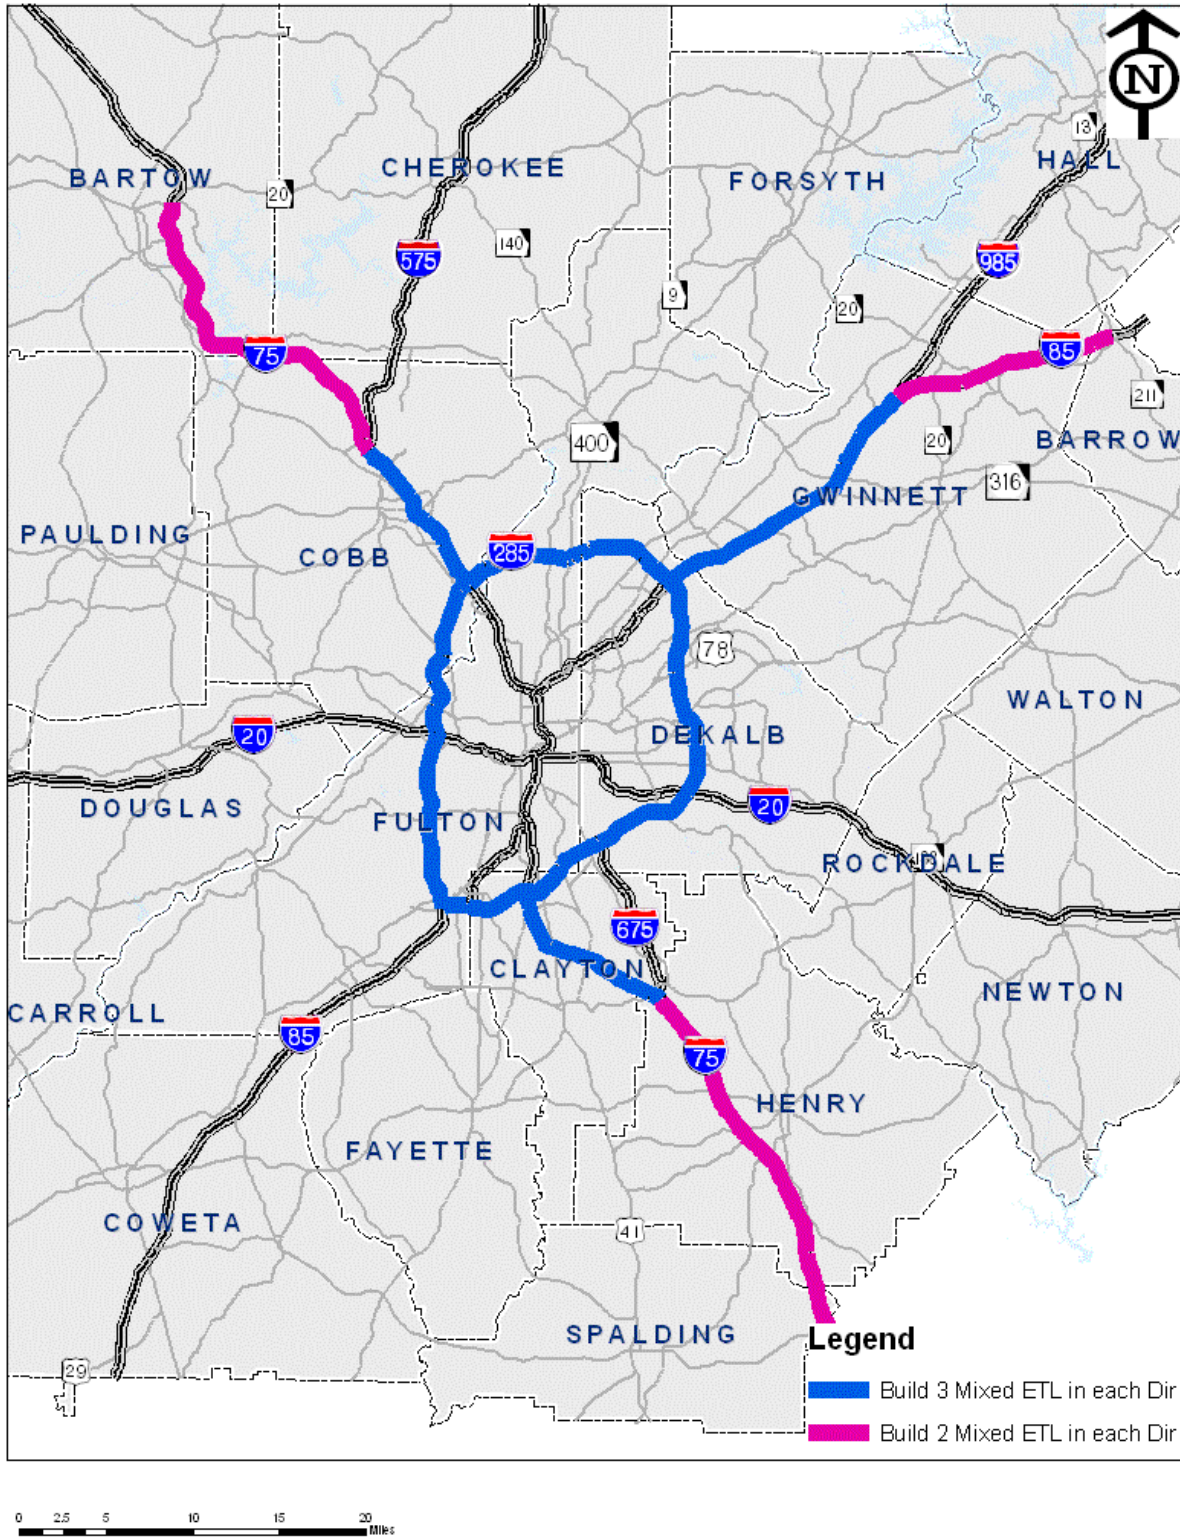 N
13
HALL
BARTOW
CHEROKEE
FORSYTH
20
140
575
985
9
20
75
85
211
400
20
BARROW
316
GWINNETT
PAULDING
COBB
285
78
WALTON
20
DEKALB
DOUGLAS
FULTON
20
ROCKDALE
675
CLAYTON
NEWTON
CARROLL
85
75
HENRY
FAYETTE
COWETA
41
SPALDING
Legend
29
Build 3 Mixed ETL in each Dir
Build 2 Mixed ETL in each Dir
0 2.5 5 10 15 20
Miles